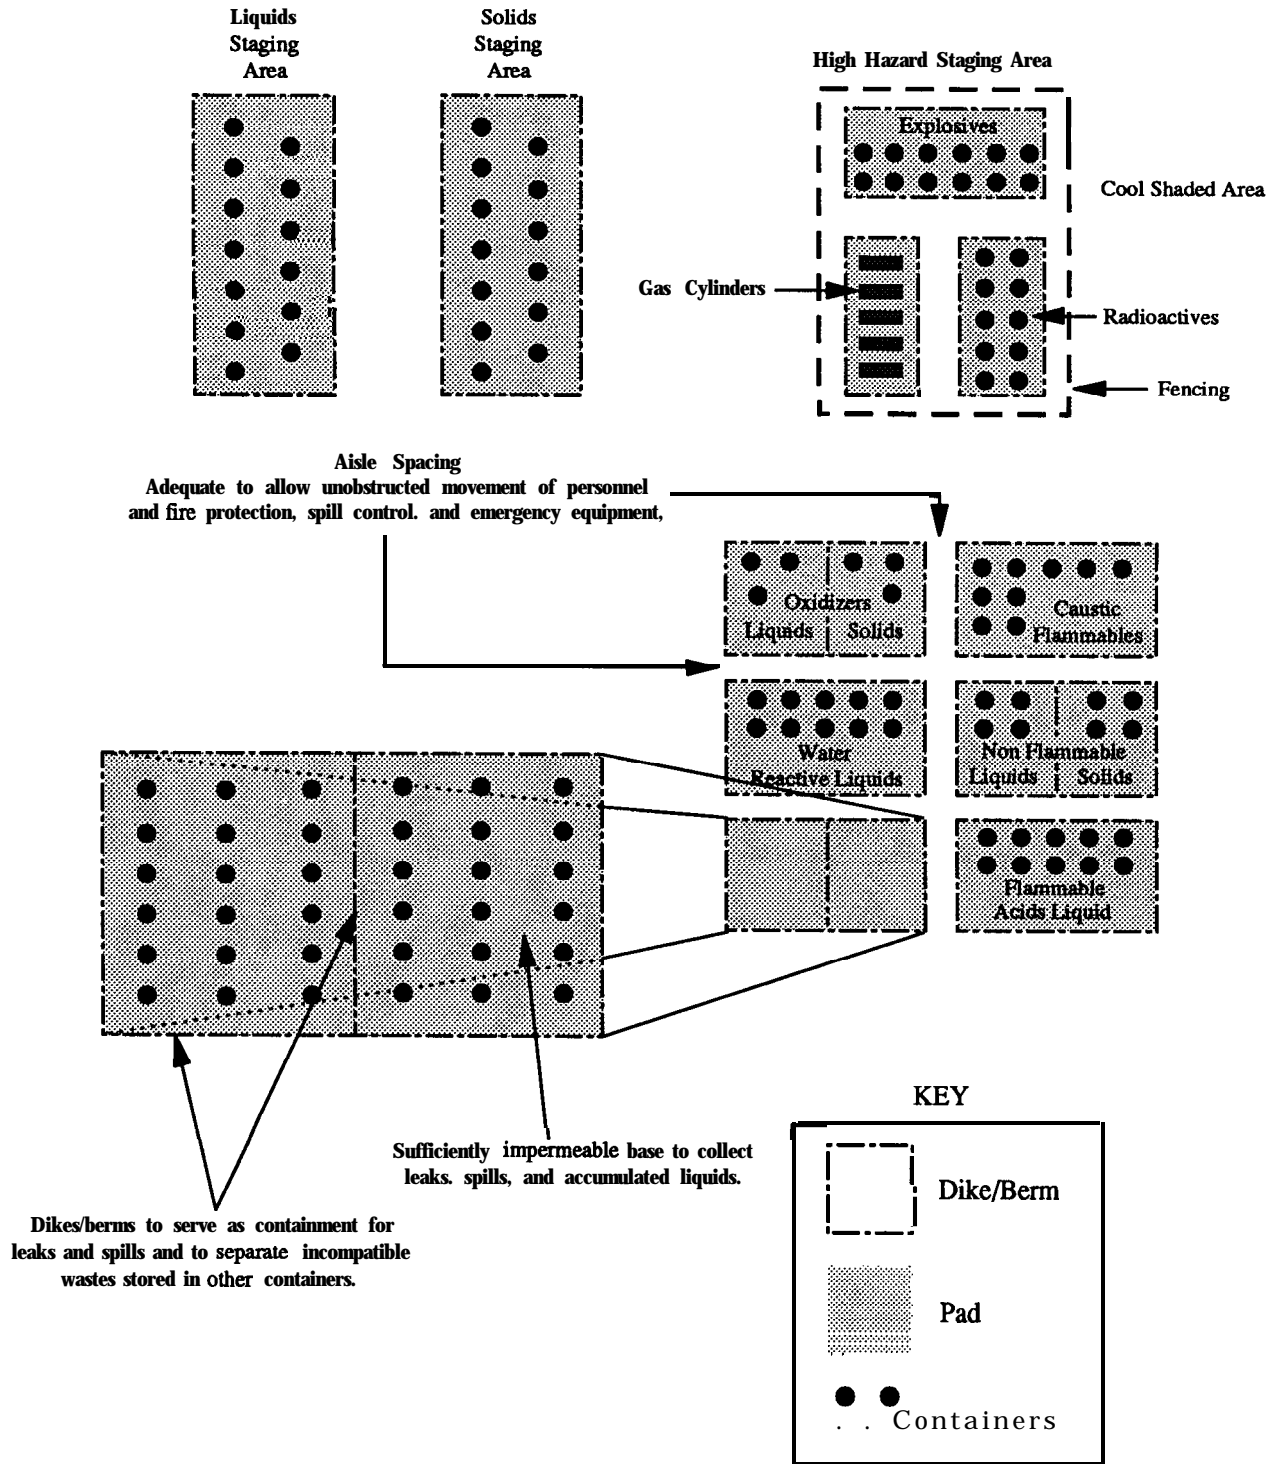 Liquids
Staging
Area
Solids
Staging
Area
High Hazard Staging Area
Explosives
Cool Shaded Area
Gas Cylinders
Radioactives
Fencing
Aisle Spacing
Adequate to allow unobstructed movement of personnel
and fire protection, spill control. and emergency equipment,
Oxidizers
Liquids Solids
Caustic
Flammables
Water
Reactive Liquids
Non Flammable
Liquids Solids
Flammable
Acids Liquid
Sufficiently impermeable base to collect
leaks. spills, and accumulated liquids.
Dikes/berms to serve as containment for
leaks and spills and to separate incompatible
wastes stored in other containers.
KEY
Dike/Berm
Pad
. . Containers